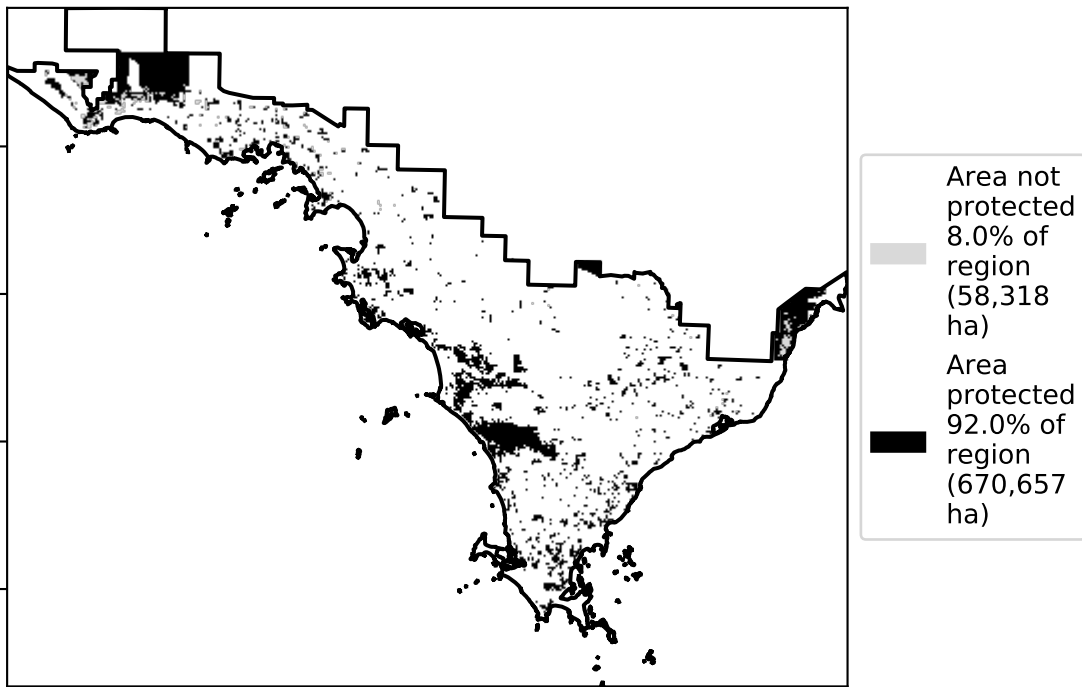 Area not
protected
8.0% of
region
(58,318
ha)
Area
protected
92.0% of
region
(670,657
ha)